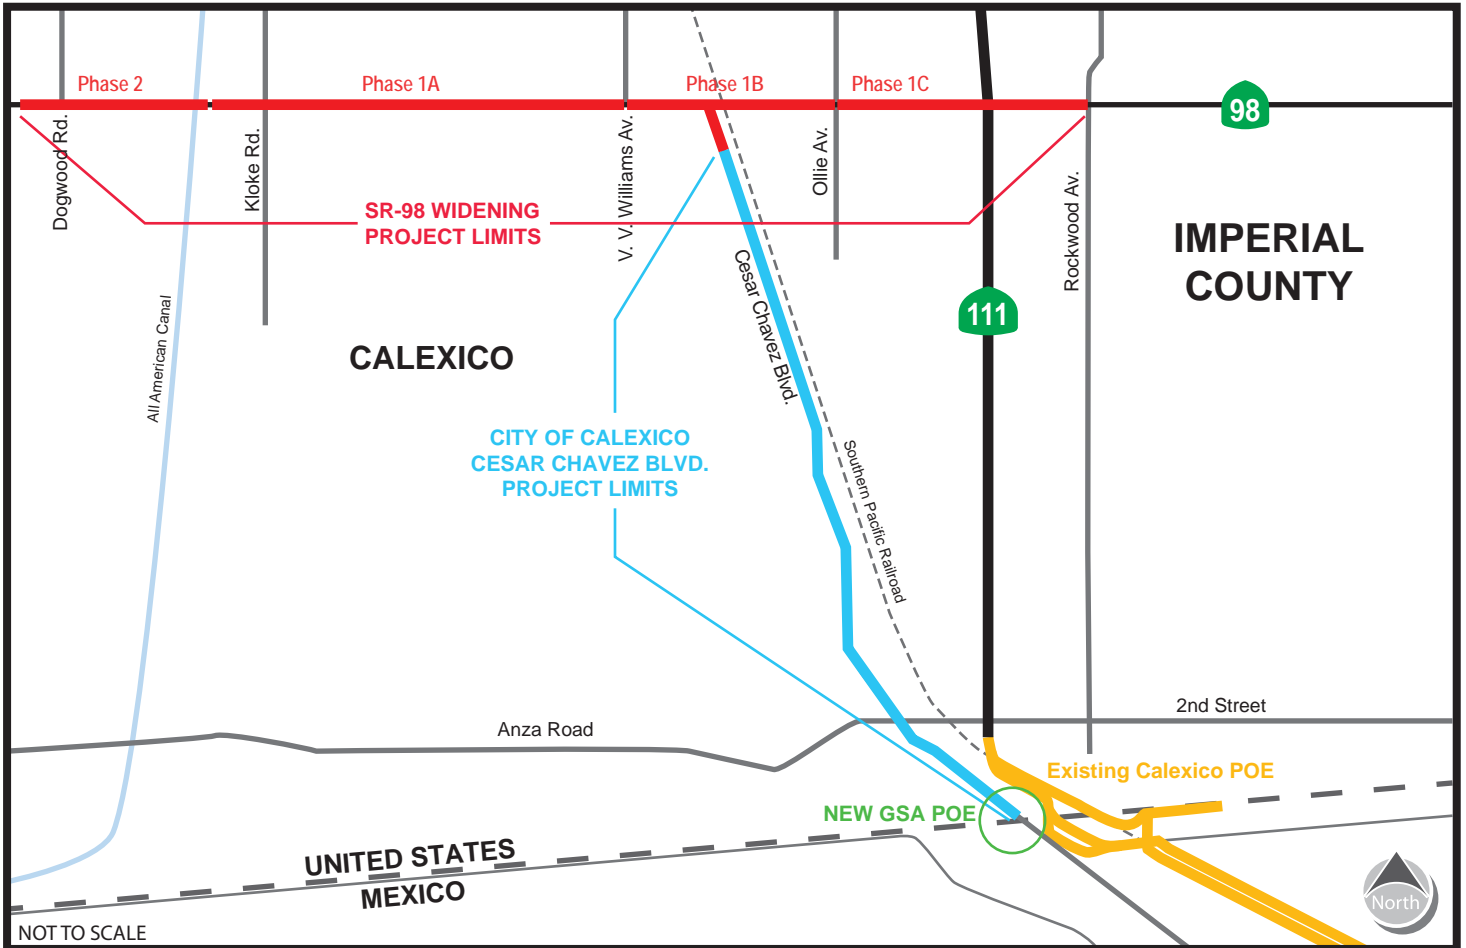 Phase 2
Phase 1A
Phase 1B
Phase 1C
98
Dogwood Rd.
Kloke Rd.
V. V. Williams Av.
Ollie Av.
Rockwood Av.
SR-98 WIDENING
PROJECT LIMITS
IMPERIAL
COUNTY
Cesar Chavez Blvd.
111
All American Canal
CALEXICO
CITY OF CALEXICO
CESAR CHAVEZ BLVD.
PROJECT LIMITS
Southern Pacific Railroad
2nd Street
Anza Road
Existing Calexico POE
NEW GSA POE
UNITED STATES
MEXICO
North
NOT TO SCALE